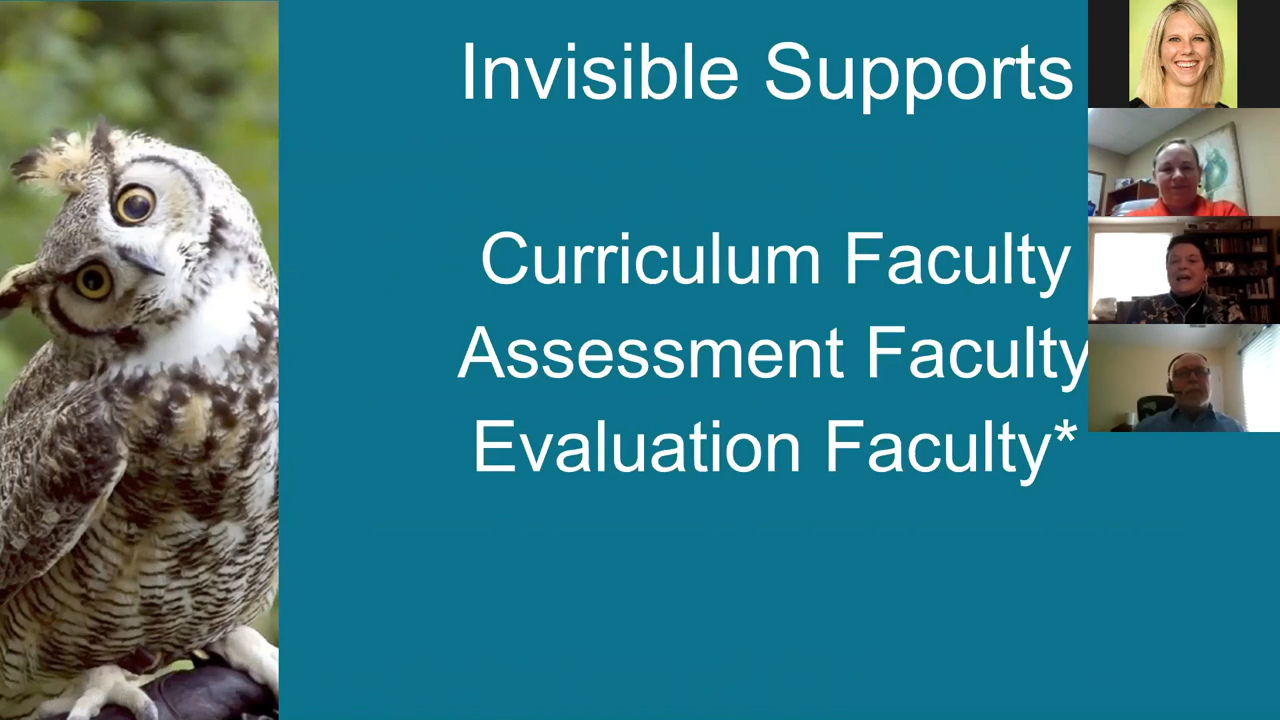 Invisible Supports
Curriculum Faculty
Assessment Faculty
Evaluation Faculty*